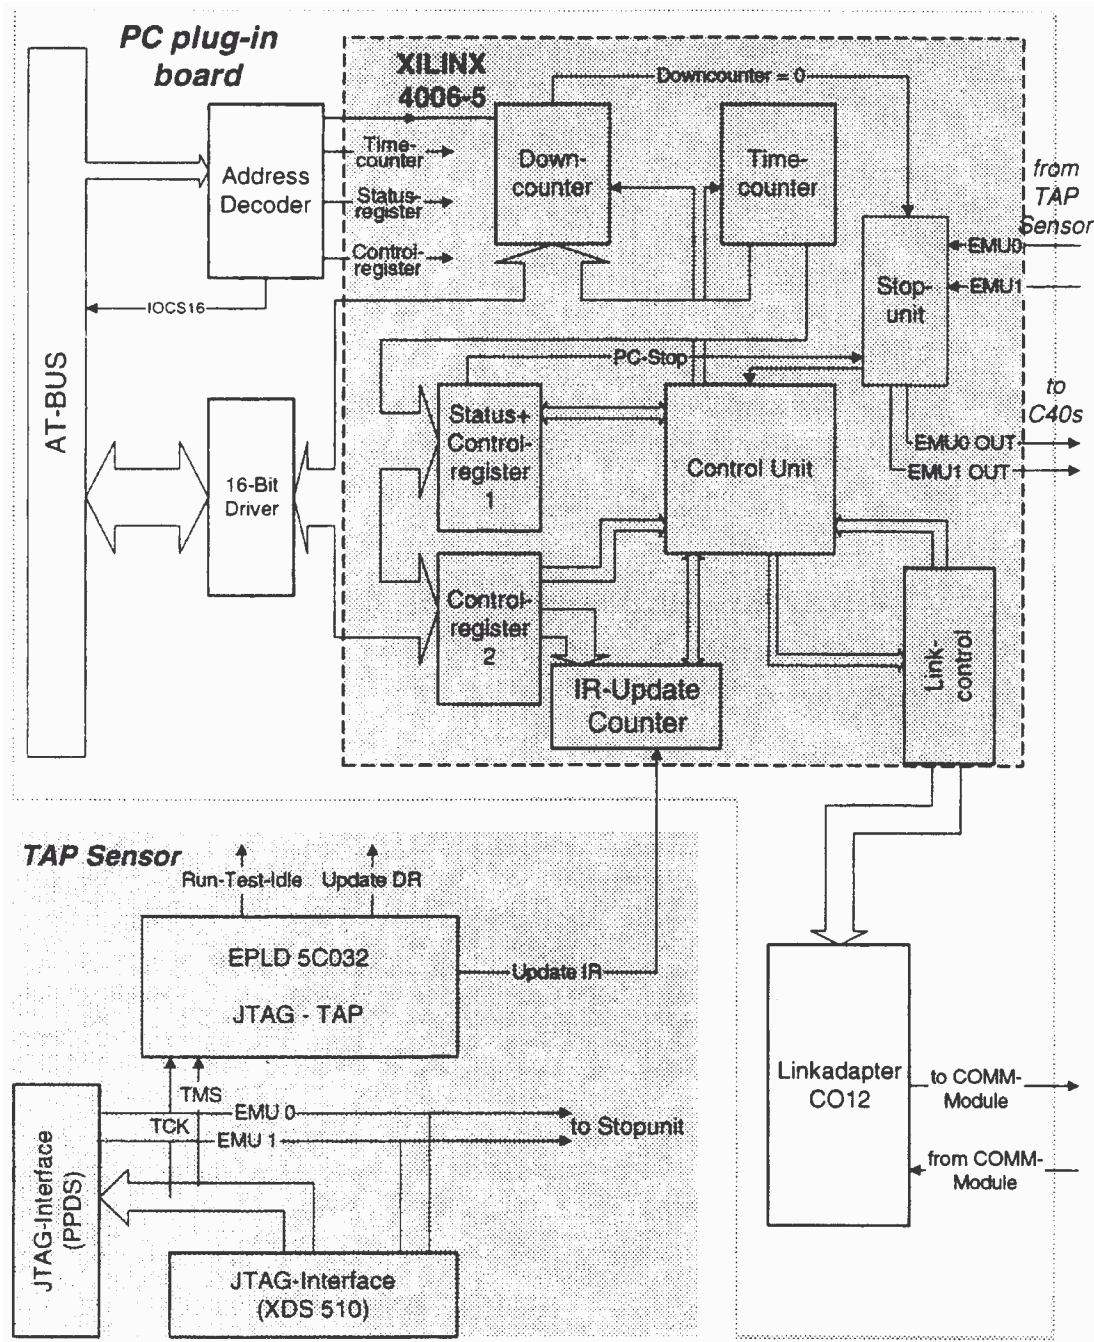 PC plug-in
board
XILINX
4006-5
Downcounter = 0
Address
Decoder
Time-
counter
Status-
register
Control-
register
Down-
counter
Time-
counter
from
TAP
Sensor
EMU0
EMU1
Stop-
unit
IOCS16
AT-BUS
PC-Stop
to
C40s
EMU0 OUT
EMU1 OUT
16-Bit
Driver
Status+
Control-
register
1
Control Unit
Control-
register
2
Link-
control
IR-Update
Counter
TAP Sensor
Run-Test-Idle
Update DR
EPLD 5C032
JTAG - TAP
Update IR
TMS
TCK
EMU 0
EMU 1
to Stopunit
JTAG-Interface
(PPDS)
JTAG-Interface
(XDS 510)
Linkadapter
CO12
to COMM-
Module
from COMM-
Module